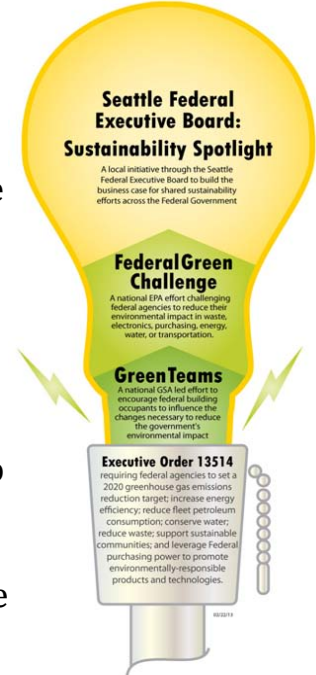 Seattle Federal
Executive Board:
Sustainability Spotlight
A local initiative through the Seattle
Federal Executive Board to build the
business case for shared sustainability
efforts across the Federal Government
Federal Green
Challenge
A national EPA effort challenging
federal agencies to reduce their
environmental impact in waste,
electronics, purchasing, energy,
water, or transportation.
Green Teams
A national GSA led effort to
encourage federal building
occupants to influence the
changes necessary to reduce
the government's
environmental impact
Executive Order 13514
requiring federal agencies to set a
2020 greenhouse gas emissions
reduction target; increase energy
efficiency; reduce fleet petroleum
consumption; conserve water;
reduce waste; support sustainable
communities; and leverage Federal
purchasing power to promote
environmentally-responsible
products and technologies.